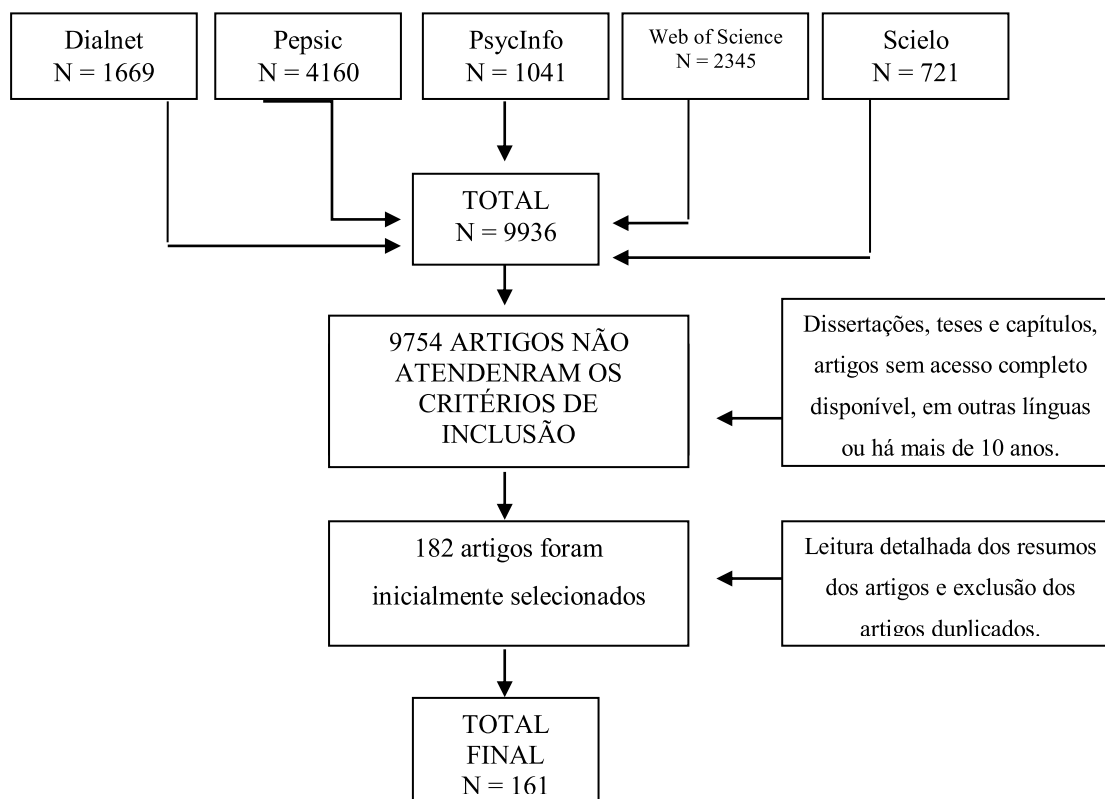 Dialnet
N = 1669
Pepsic
N = 4160
PsycInfo
N = 1041
Web of Science
N = 2345
Scielo
N = 721
TOTAL
N = 9936
9754 ARTIGOS NÃO
ATENDENRAM OS
CRITÉRIOS DE
INCLUSÃO
Dissertações, teses e capítulos,
artigos sem acesso completo
disponível, em outras línguas
ou há mais de 10 anos.
182 artigos foram
inicialmente selecionados
Leitura detalhada dos resumos
dos artigos e exclusão dos
artigos duplicados.
TOTAL
FINAL
N = 161